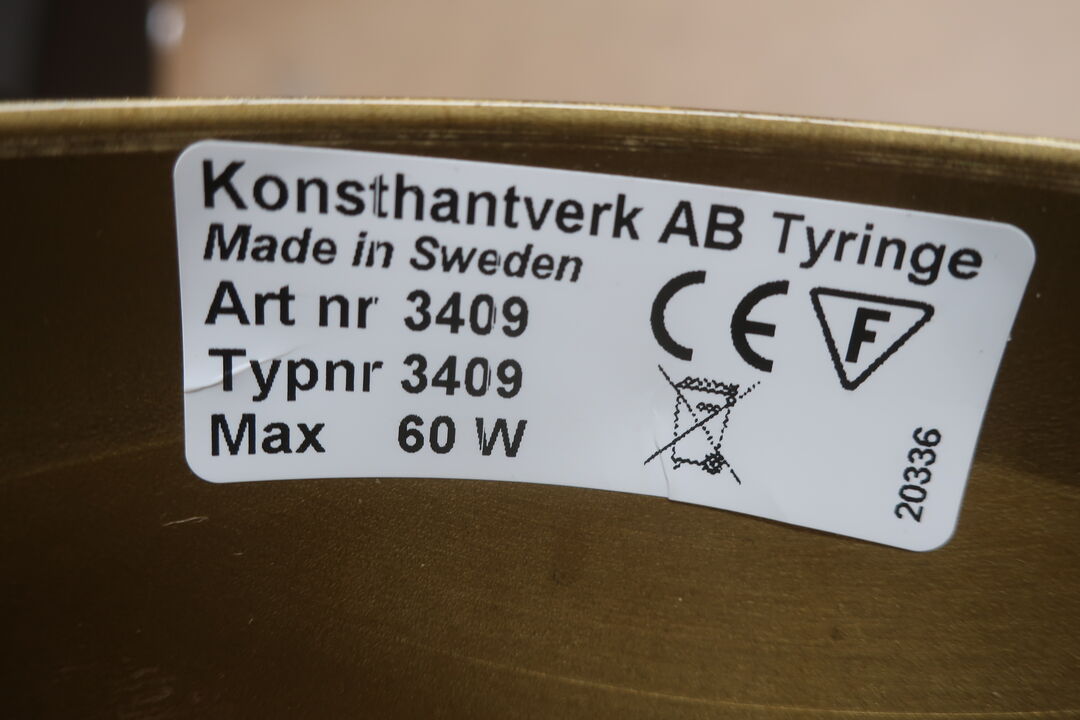 Konsthantverk AB Tyringe
Made in Sweden
Art nr 3409
Typnr 3409
Max 60 W
CE
F
20336